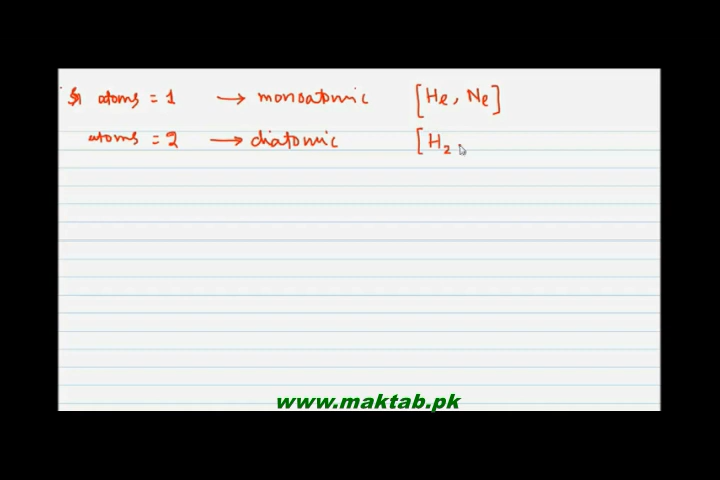 atoms = 1 → monoatomic [He, Ne]
atoms = 2 → diatomic [H₂
www.maktab.pk